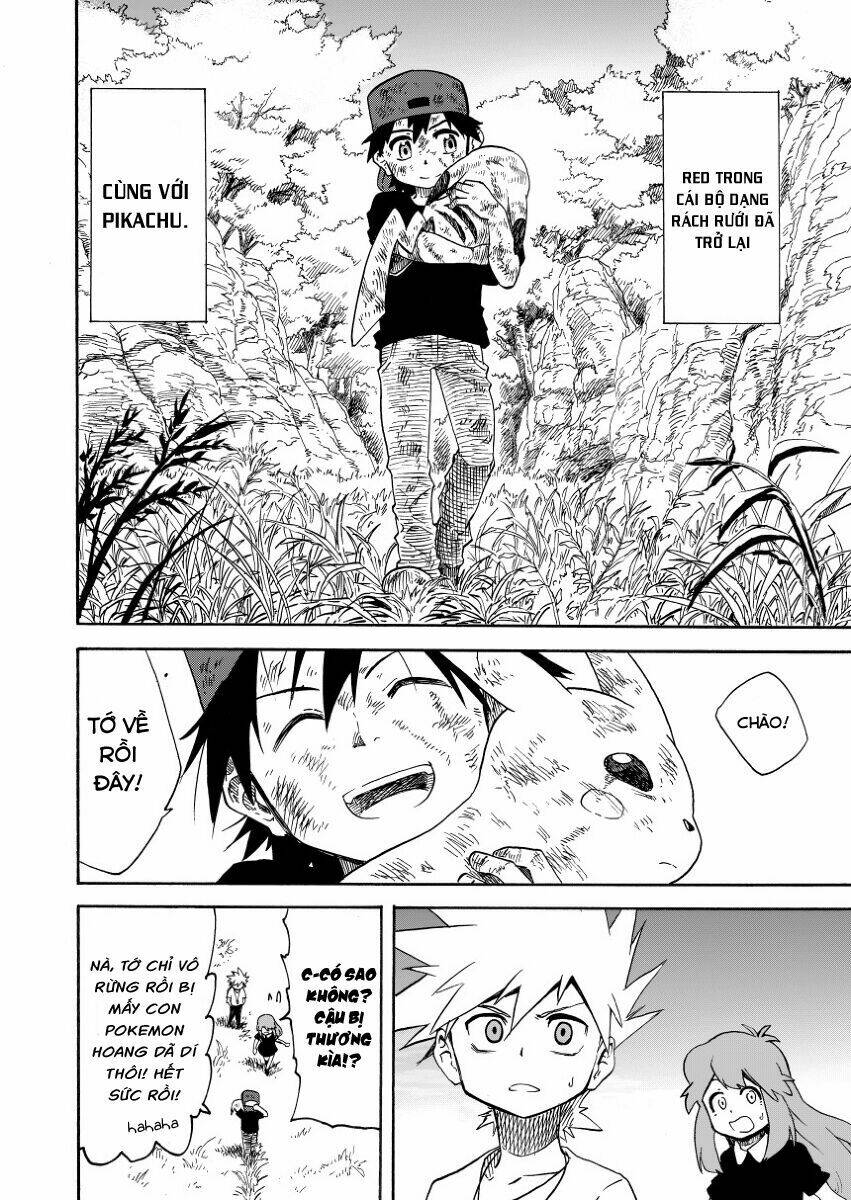 RED TRONG
CÁI BỘ DẠNG
RÁCH RƯỚI ĐÃ
TRỞ LẠI
CÙNG VỚI
PIKACHU.
CHÀO!
TỚ VỀ
RỒI
ĐÂY!
C-CÓ SAO
KHÔNG?
CẬU BỊ
THƯƠNG
KÌA!?
NÀ, TỚ CHỈ VÔ
RỪNG RỒI BỊ
MẤY CON
POKEMON
HOANG DÃ DÍ
THÔI! HẾT
SỨC RỒI!
hahaha